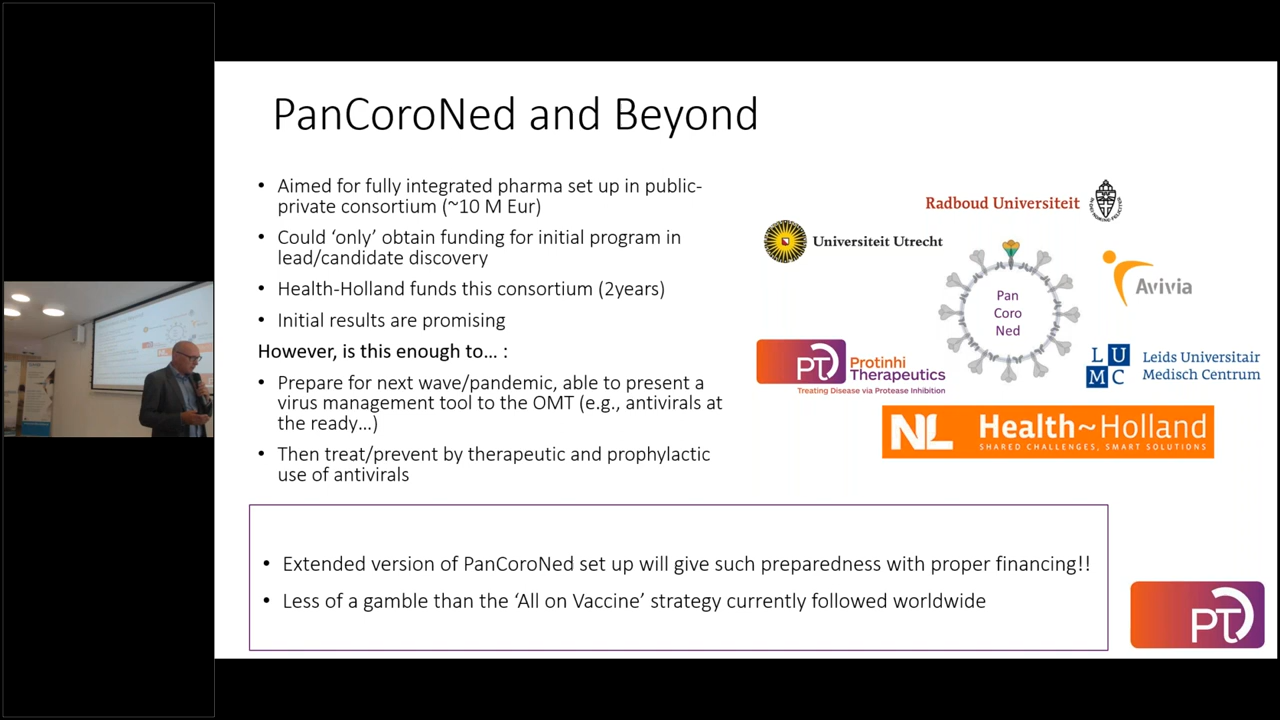 PanCoroNed and Beyond
• Aimed for fully integrated pharma set up in public-
private consortium (~10 M Eur)
• Could ‘only’ obtain funding for initial program in
lead/candidate discovery
• Health-Holland funds this consortium (2years)
• Initial results are promising
However, is this enough to… :
• Prepare for next wave/pandemic, able to present a
virus management tool to the OMT (e.g., antivirals at
the ready…)
• Then treat/prevent by therapeutic and prophylactic
use of antivirals
Radboud Universiteit
Universiteit Utrecht
Pan
Coro
Ned
Avivia
PT
Protinhi
Therapeutics
Treating Disease via Protease Inhibition
LU
MC
Leids Universitair
Medisch Centrum
NL
Health~Holland
SHARED CHALLENGES, SMART SOLUTIONS
• Extended version of PanCoroNed set up will give such preparedness with proper financing!!
• Less of a gamble than the ‘All on Vaccine’ strategy currently followed worldwide
PT